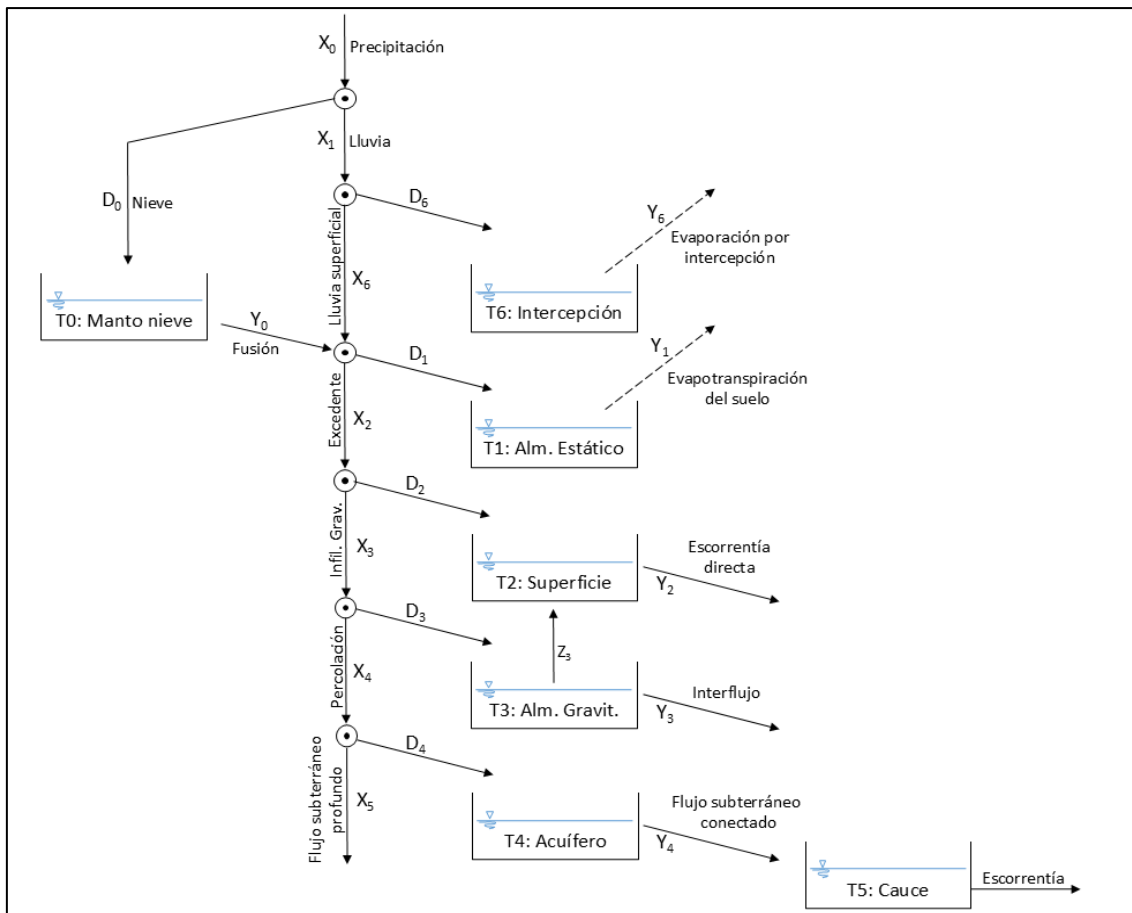 X0 Precipitación
X1 Lluvia
D0 Nieve
D6
Y6
Evaporación por
intercepción
Lluvia superficial
X6
T0: Manto nieve
T6: Intercepción
Y0
Fusión
D1
Y1
Evapotranspiración
del suelo
Excedente
X2
T1: Alm. Estático
D2
Infil. Grav.
X3
Escorrentía
directa
T2: Superficie
Y2
D3
Z3
Percolación
X4
Interflujo
T3: Alm. Gravit.
Y3
D4
Flujo subterráneo
profundo
X5
Flujo subterráneo
conectado
T4: Acuífero
Y4
T5: Cauce
Escorrentía